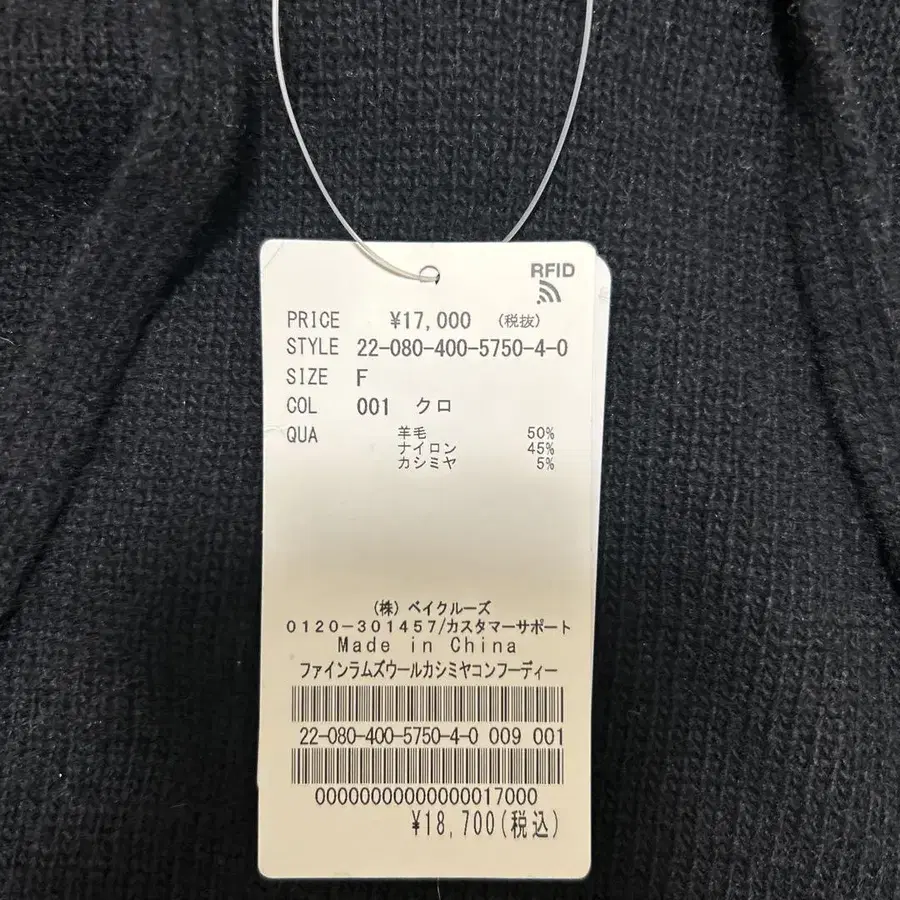 RFID
PRICE ¥17,000 (税抜)
STYLE 22-080-400-5750-4-0
SIZE F
COL 001 クロ
QUA 羊毛 50%
ナイロン 45%
カシミヤ 5%
(株) ベイクルーズ
0120-301457/カスタマーサポート
Made in China
ファインラムズウールカシミヤコンフーディー
22-080-400-5750-4-0 009 001
00000000000000017000
¥18,700(税込)